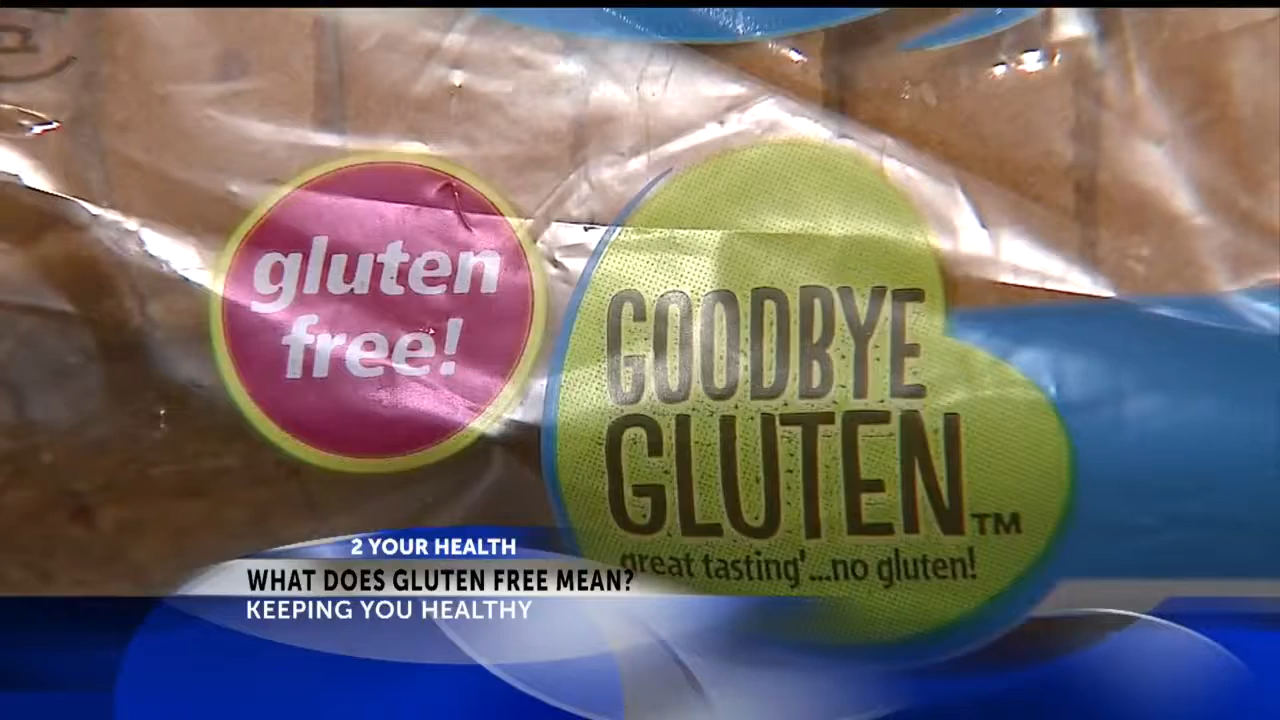 gluten
free!
GOODBYE
GLUTEN™
great tasting'...no gluten!
2 YOUR HEALTH
WHAT DOES GLUTEN FREE MEAN?
KEEPING YOU HEALTHY